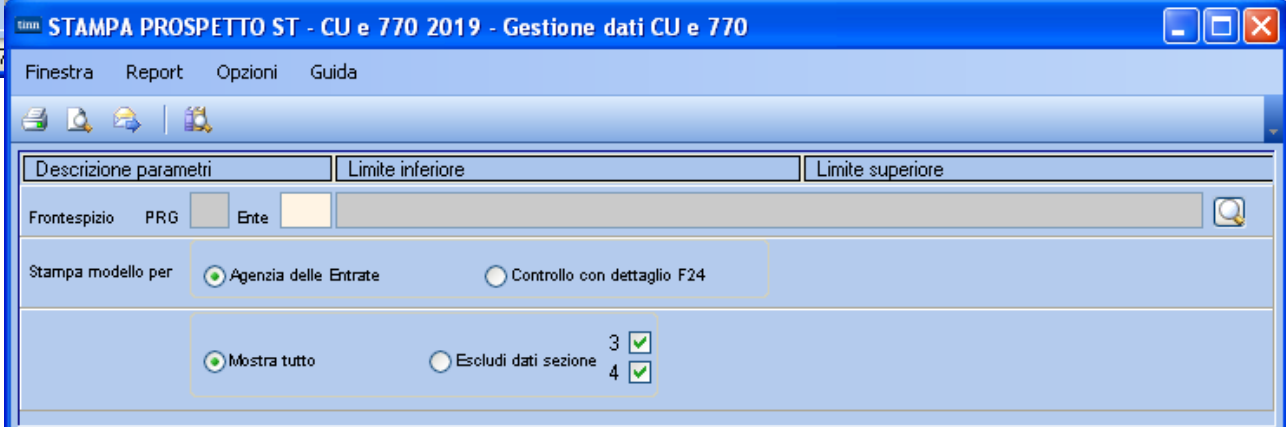 tinn STAMPA PROSPETTO ST - CU e 770 2019 - Gestione dati CU e 770
Finestra Report Opzioni Guida
Descrizione parametri Limite inferiore Limite superiore
Frontespizio PRG Ente
Stampa modello per Agenzia delle Entrate Controllo con dettaglio F24
Mostra tutto Escludi dati sezione 3
4